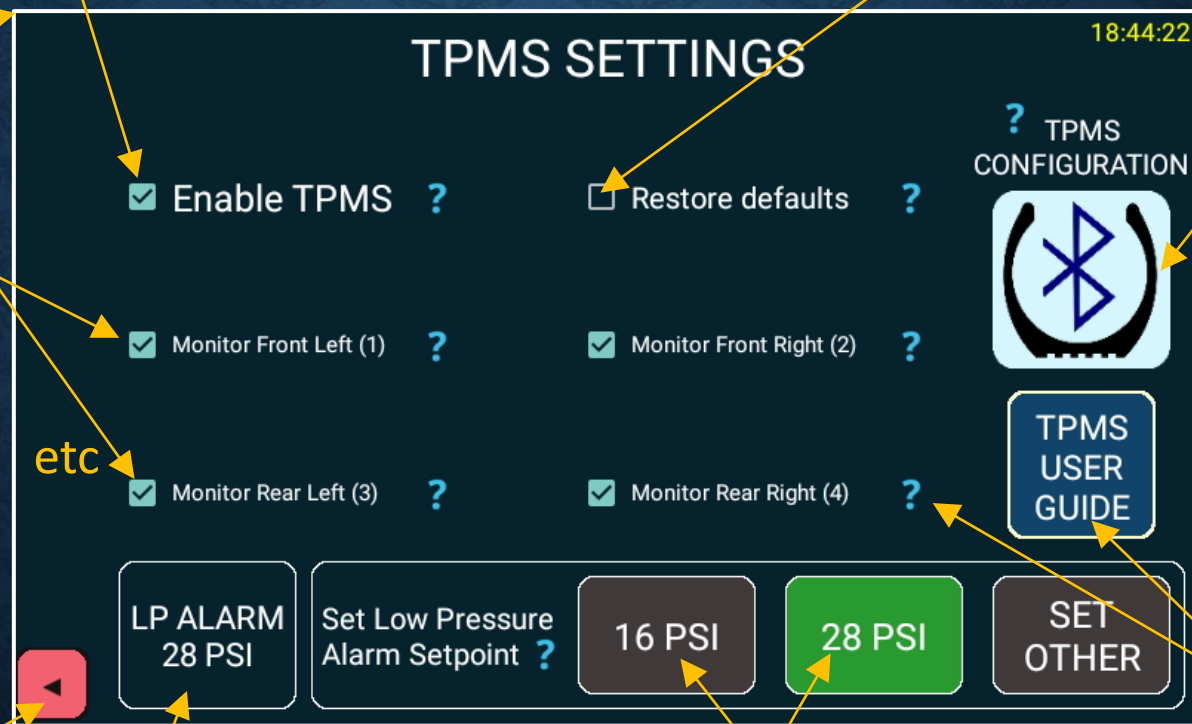 18:44:22
TPMS SETTINGS
? TPMS
CONFIGURATION
Enable TPMS ?
Restore defaults ?
Monitor Front Left (1) ?
Monitor Front Right (2) ?
TPMS
USER
GUIDE
etc
Monitor Rear Left (3) ?
Monitor Rear Right (4) ?
LP ALARM
28 PSI
Set Low Pressure
Alarm Setpoint ?
16 PSI
28 PSI
SET
OTHER